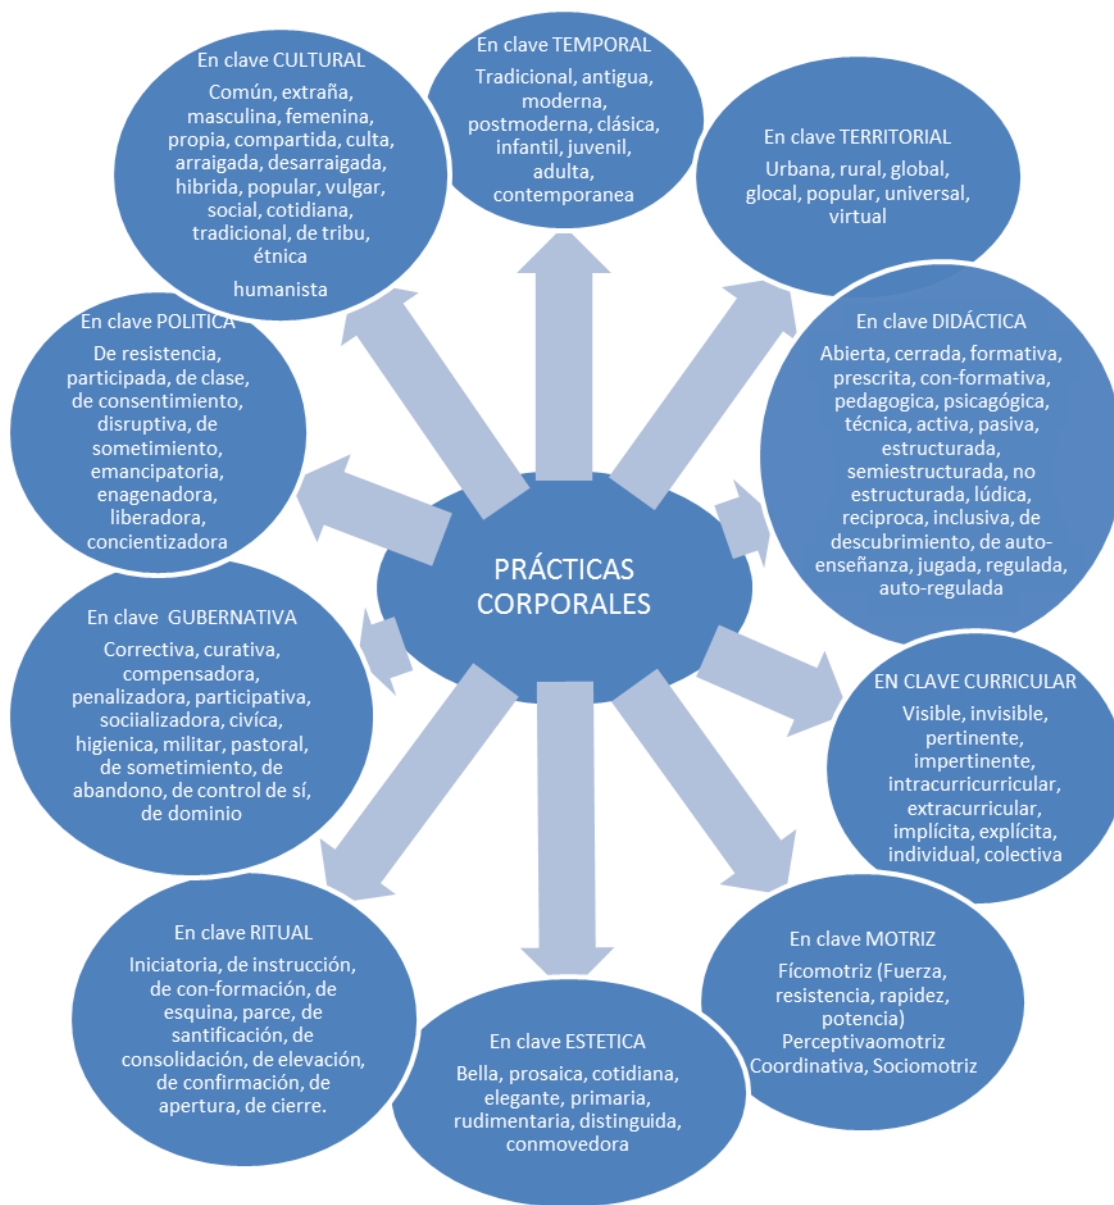 En clave TEMPORAL
Tradicional, antigua,
moderna,
postmoderna, clásica,
infantil, juvenil,
adulta,
contemporanea
En clave TERRITORIAL
Urbana, rural, global,
glocal, popular, universal,
virtual
En clave DIDÁCTICA
Abierta, cerrada, formativa,
prescrita, con-formativa,
pedagogica, psicagógica,
técnica, activa, pasiva,
estructurada,
semiestructurada, no
estructurada, lúdica,
reciproca, inclusiva, de
descubrimiento, de auto-
enseñanza, jugada, regulada,
auto-regulada
EN CLAVE CURRICULAR
Visible, invisible,
pertinente,
impertinente,
intracurricurricular,
extracurricular,
implícita, explícita,
individual, colectiva
En clave MOTRIZ
Fícomotriz (Fuerza,
resistencia, rapidez,
potencia)
Perceptivaomotriz
Coordinativa, Sociomotriz
En clave ESTETICA
Bella, prosaica, cotidiana,
elegante, primaria,
rudimentaria, distinguida,
conmovedora
En clave RITUAL
Iniciatoria, de instrucción,
de con-formación, de
esquina, parce, de
santificación, de
consolidación, de elevación,
de confirmación, de
apertura, de cierre.
En clave GUBERNATIVA
Correctiva, curativa,
compensadora,
penalizadora, participativa,
sociializadora, civíca,
higienica, militar, pastoral,
de sometimiento, de
abandono, de control de sí,
de dominio
En clave POLITICA
De resistencia,
participada, de clase,
de consentimiento,
disruptiva, de
sometimiento,
emancipatoria,
enagenadora,
liberadora,
concientizadora
En clave CULTURAL
Común, extraña,
masculina, femenina,
propia, compartida, culta,
arraigada, desarraigada,
hibrida, popular, vulgar,
social, cotidiana,
tradicional, de tribu,
étnica
humanista
PRÁCTICAS
CORPORALES